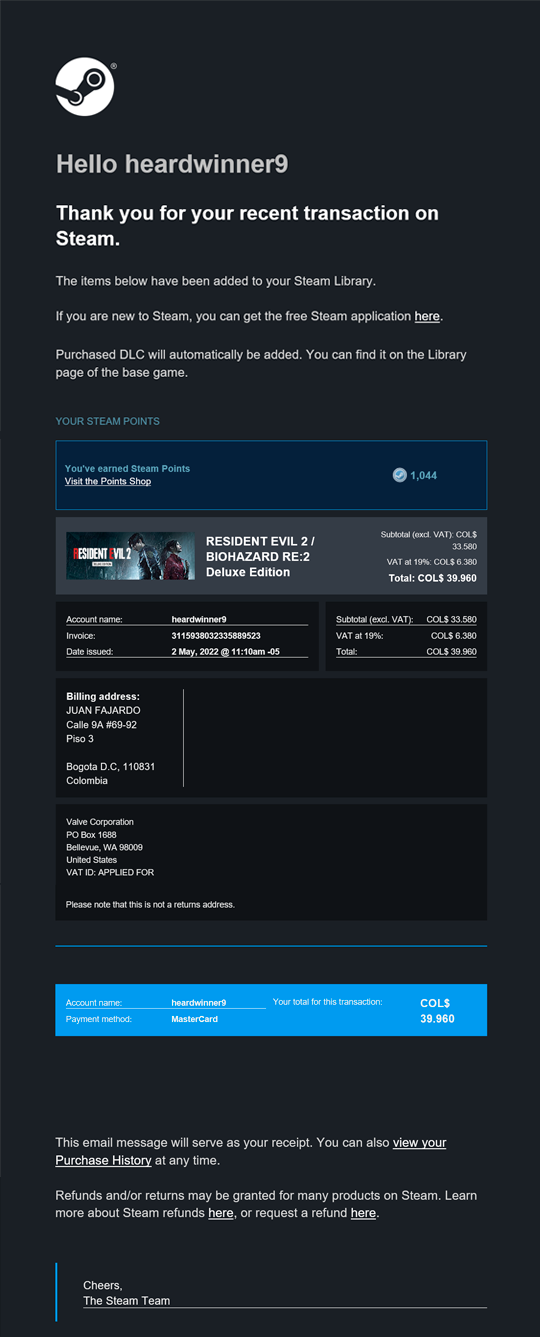 ®
Hello heardwinner9
Thank you for your recent transaction on
Steam.
The items below have been added to your Steam Library.
If you are new to Steam, you can get the free Steam application here.
Purchased DLC will automatically be added. You can find it on the Library
page of the base game.
YOUR STEAM POINTS
You've earned Steam Points
Visit the Points Shop
1,044
RESIDENT EVIL 2
DELUXE EDITION
RESIDENT EVIL 2 /
BIOHAZARD RE:2
Deluxe Edition
Subtotal (excl. VAT): COL$
33.580
VAT at 19%: COL$ 6.380
Total: COL$ 39.960
Account name: heardwinner9
Invoice: 3115938032335889523
Date issued: 2 May, 2022 @ 11:10am -05
Subtotal (excl. VAT): COL$ 33.580
VAT at 19%: COL$ 6.380
Total: COL$ 39.960
Billing address:
JUAN FAJARDO
Calle 9A #69-92
Piso 3
Bogota D.C, 110831
Colombia
Valve Corporation
PO Box 1688
Bellevue, WA 98009
United States
VAT ID: APPLIED FOR
Please note that this is not a returns address.
Account name: heardwinner9
Payment method: MasterCard
Your total for this transaction:
COL$
39.960
This email message will serve as your receipt. You can also view your
Purchase History at any time.
Refunds and/or returns may be granted for many products on Steam. Learn
more about Steam refunds here, or request a refund here.
Cheers,
The Steam Team